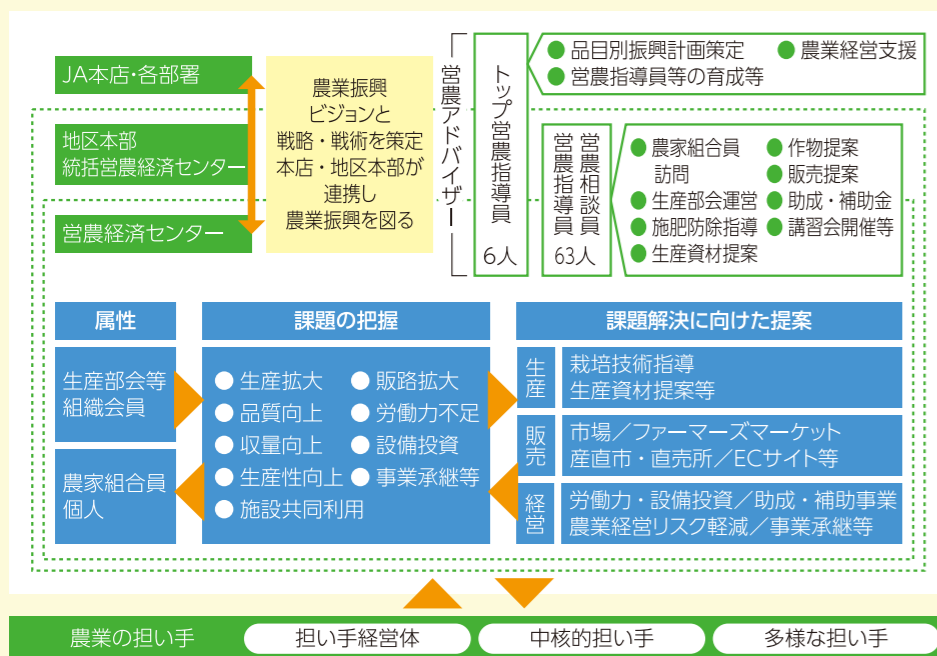 JA本店・各部署
地区本部
統括営農経済センター
営農経済センター
農業振興
ビジョンと
戦略・戦術を策定
本店・地区本部が
連携し
農業振興を図る
営農アドバイザー
トップ営農指導員
6人
● 品目別振興計画策定 ● 農業経営支援
● 営農指導員等の育成等
営農相談員
営農指導員
63人
● 農家組合員
訪問
● 生産部会運営
● 施肥防除指導
● 生産資材提案
● 作物提案
● 販売提案
● 助成・補助金
● 講習会開催等
属性
生産部会等
組織会員
農家組合員
個人
課題の把握
● 生産拡大
● 品質向上
● 収量向上
● 生産性向上
● 施設共同利用
● 販路拡大
● 労働力不足
● 設備投資
● 事業承継等
課題解決に向けた提案
生産
栽培技術指導
生産資材提案等
販売
市場／ファーマーズマーケット
産直市・直売所／ECサイト等
経営
労働力・設備投資／助成・補助事業
農業経営リスク軽減／事業承継等
農業の担い手
担い手経営体
中核的担い手
多様な担い手